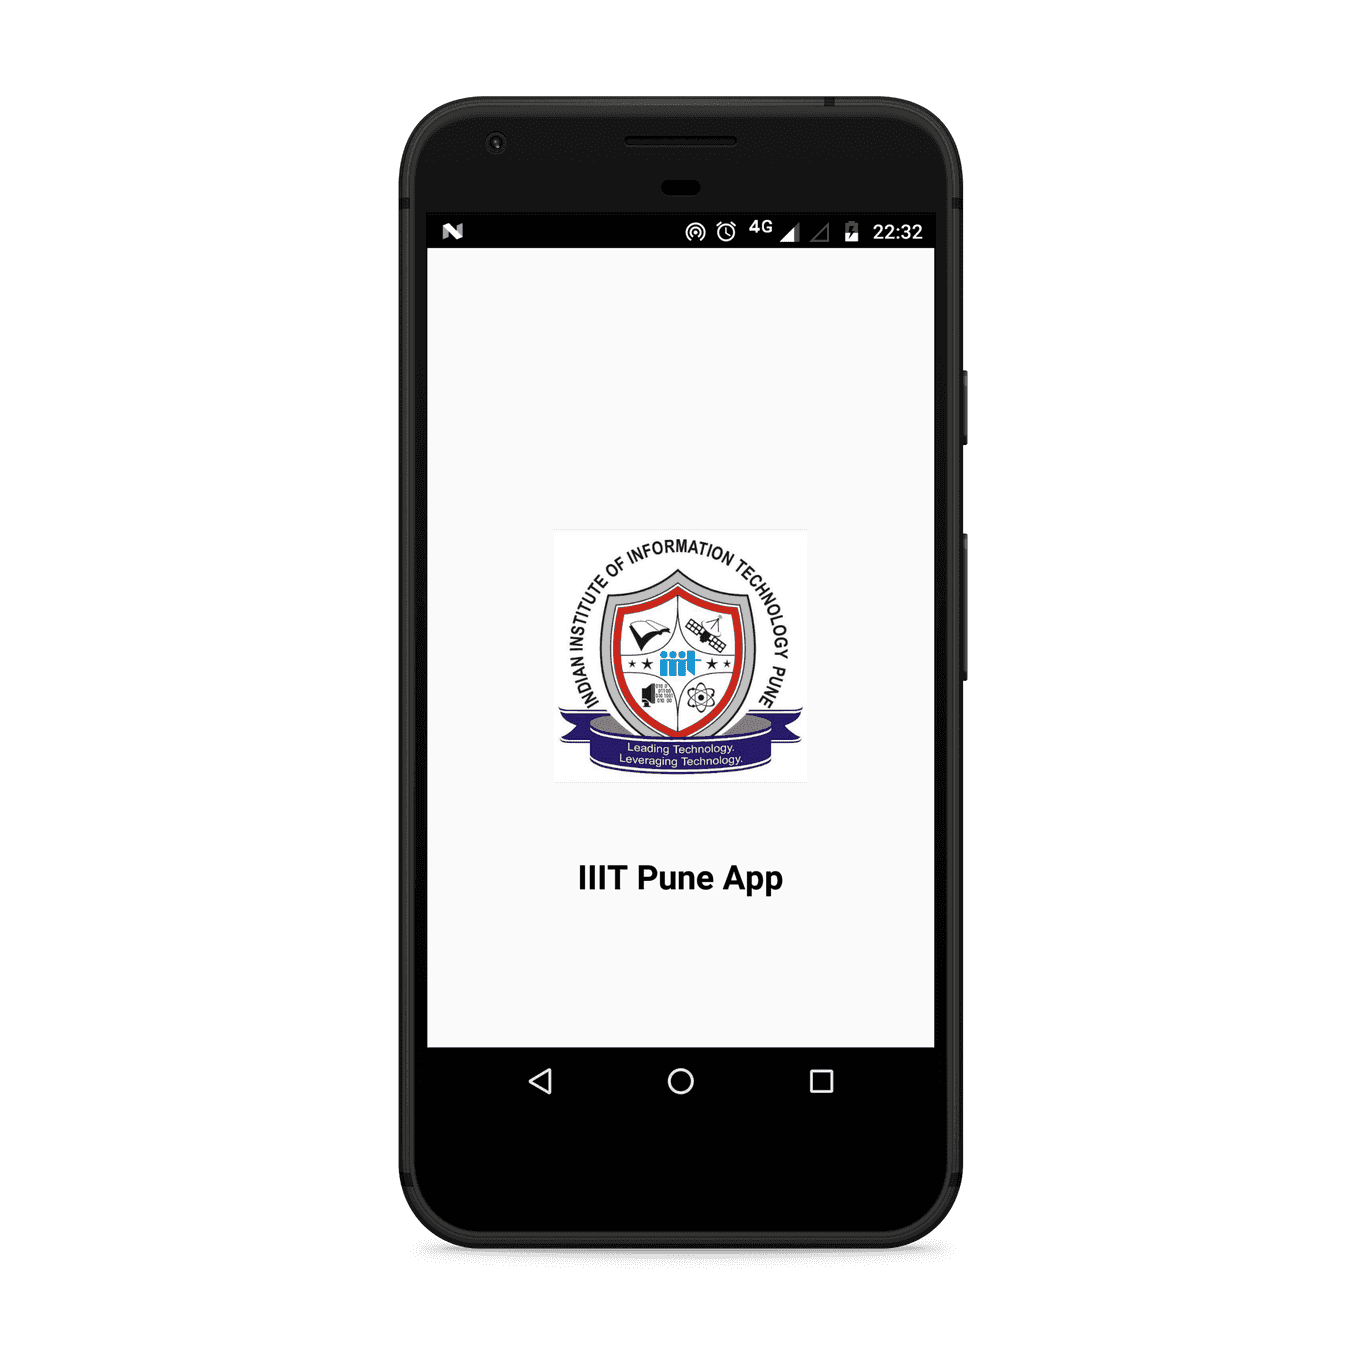 4G 22:32
INDIAN INSTITUTE OF INFORMATION TECHNOLOGY PUNE
iiit
Leading Technology.
Leveraging Technology.
IIIT Pune App